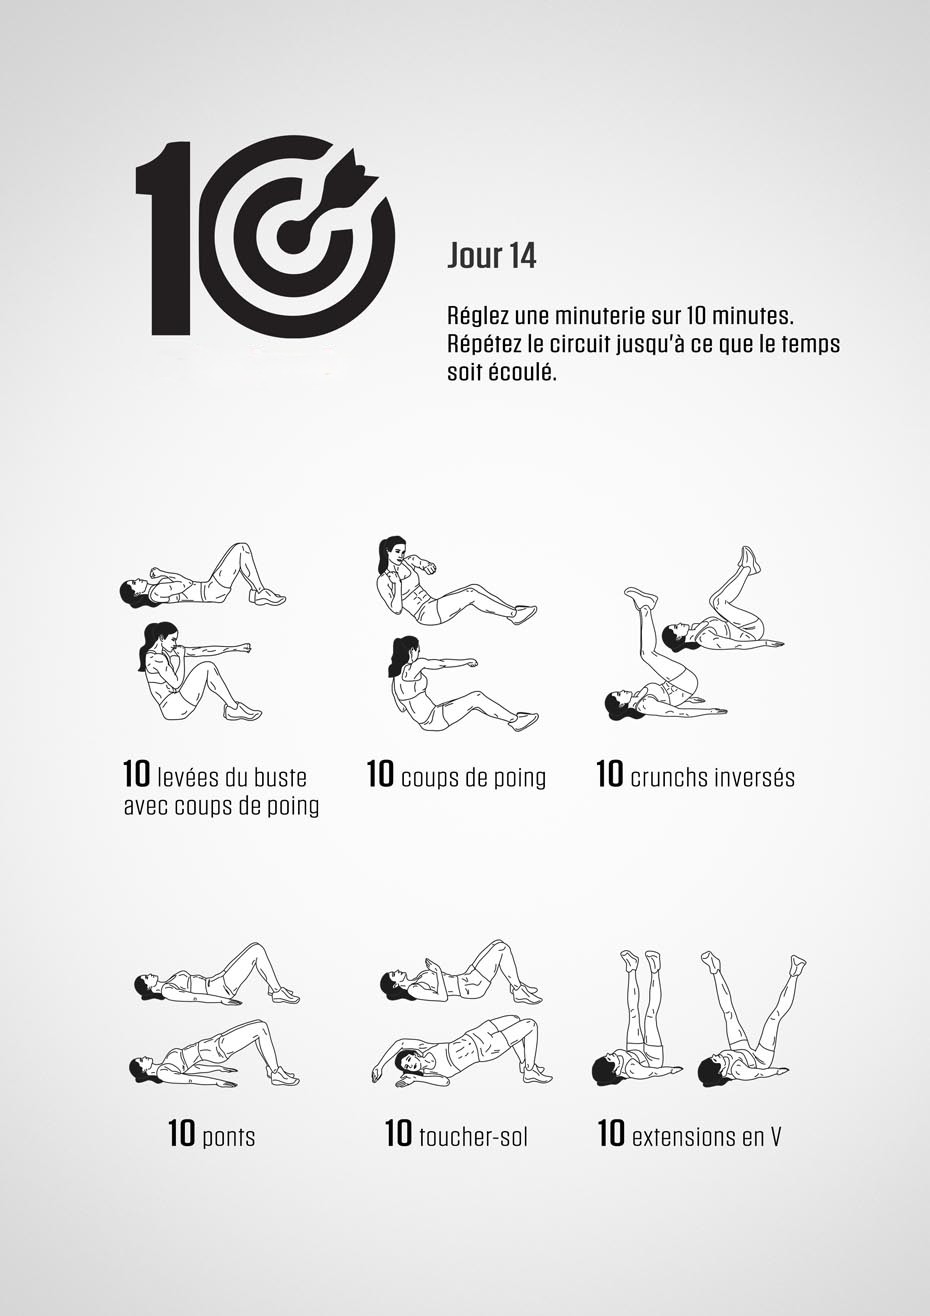 10
Jour 14
Réglez une minuterie sur 10 minutes.
Répétez le circuit jusqu'à ce que le temps
soit écoulé.
10 levées du buste
avec coups de poing
10 coups de poing
10 crunchs inversés
10 ponts
10 toucher-sol
10 extensions en V